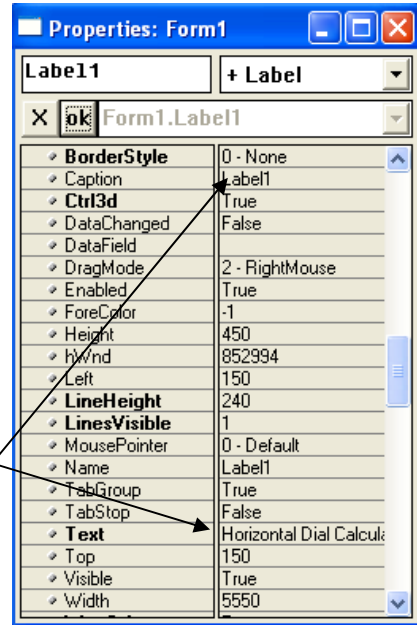 Properties: Form1
Label1 + Label
X ok Form1.Label1
BorderStyle 0 - None
Caption Label1
Ctrl3d True
DataChanged False
DataField
DragMode 2 - RightMouse
Enabled True
ForeColor -1
Height 450
hWnd 852994
Left 150
LineHeight 240
LinesVisible 1
MousePointer 0 - Default
Name Label1
TabGroup True
TabStop False
Text Horizontal Dial Calcula
Top 150
Visible True
Width 5550